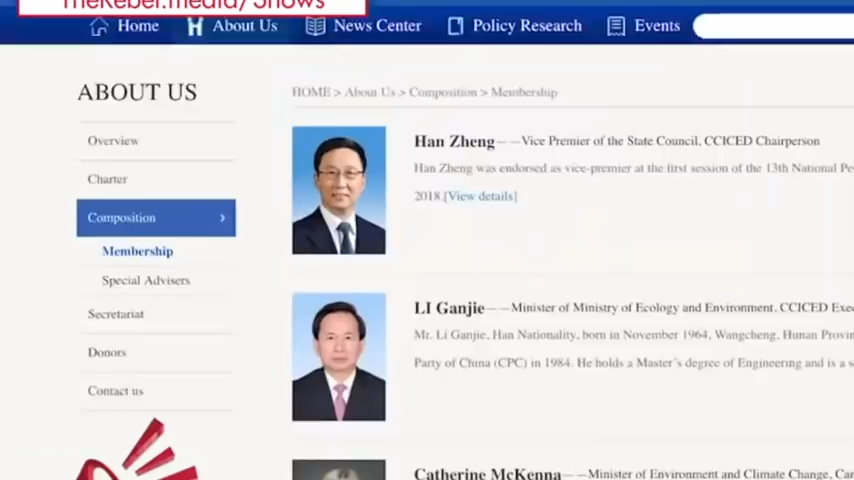 TheRebel.media/Shows
Home About Us News Center Policy Research Events
ABOUT US
HOME > About Us > Composition > Membership
Overview
Charter
Composition
Membership
Special Advisers
Secretariat
Donors
Contact us
Han Zheng——Vice Premier of the State Council, CCICED Chairperson
Han Zheng was endorsed as vice-premier at the first session of the 13th National Pe
2018.[View details]
LI Ganjie——Minister of Ministry of Ecology and Environment, CCICED Exe
Mr. Li Ganjie, Han Nationality, born in November 1964, Wangcheng, Hunan Provin
Party of China (CPC) in 1984. He holds a Master's degree of Engineering and is a s
Catherine McKenna——Minister of Environment and Climate Change, Can